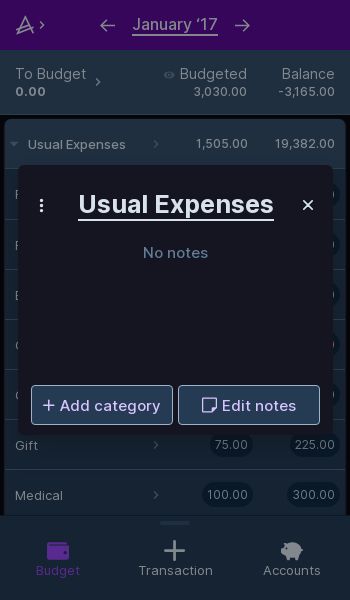 January ‘17
To Budget
Budgeted
Balance
0.00
3,030.00
-3,165.00
Usual Expenses
1,505.00
19,382.00
Usual Expenses
No notes
Add category
Edit notes
Gift
75.00
225.00
Medical
100.00
300.00
Budget
Transaction
Accounts